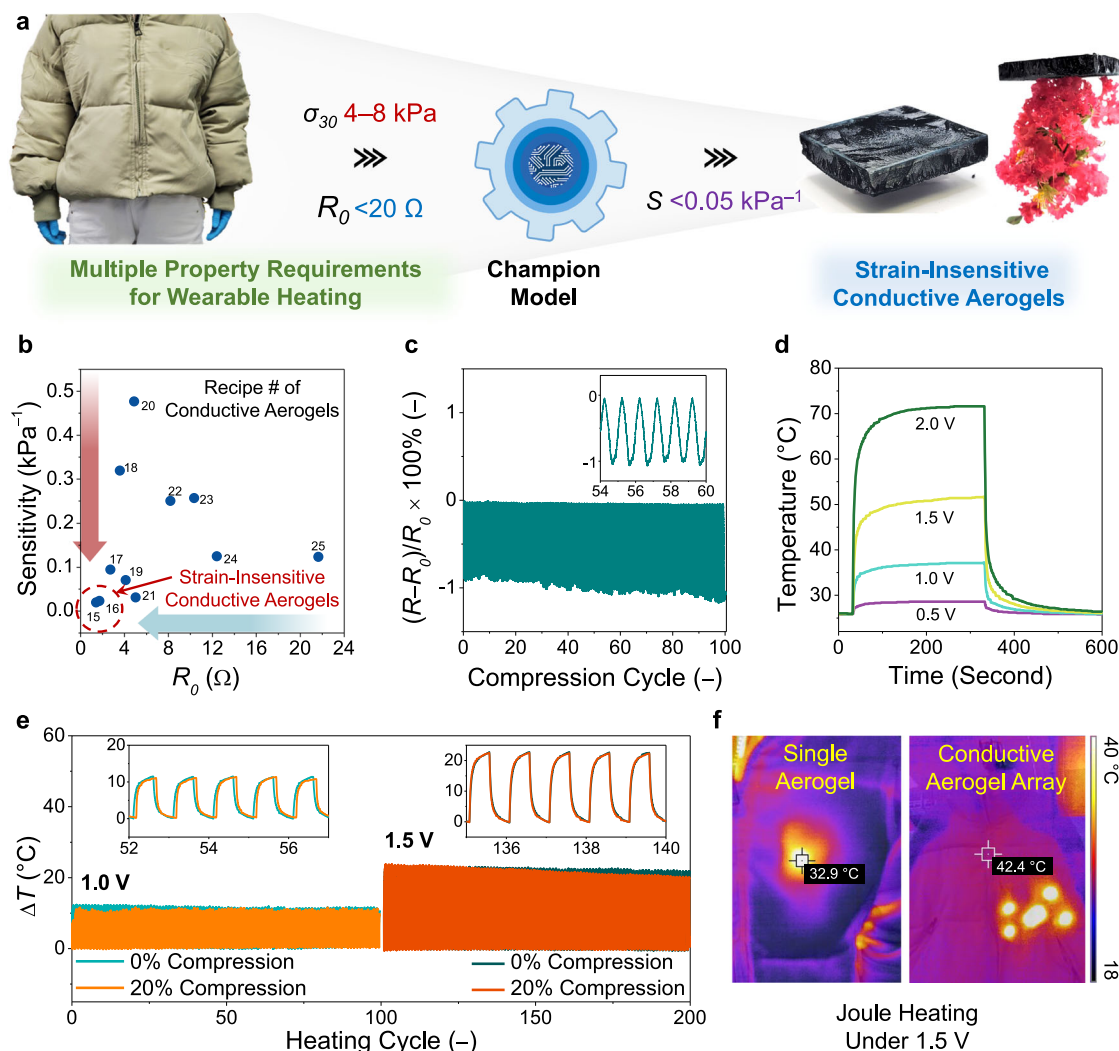 a
σ30 4–8 kPa
R0 <20 Ω
S <0.05 kPa⁻¹
Multiple Property Requirements
for Wearable Heating
Champion
Model
Strain-Insensitive
Conductive Aerogels
b
Sensitivity (kPa⁻¹)
0.5
0.4
0.3
0.2
0.1
0.0
Recipe # of
Conductive Aerogels
20
18
22
23
17
19
24
25
15
16
21
Strain-Insensitive
Conductive Aerogels
0
4
8
12
16
20
24
R0 (Ω)
c
(R–R0)/R0 × 100% (–)
1
0
-1
0
-1
54
56
58
60
0
20
40
60
80
100
Compression Cycle (–)
d
Temperature (°C)
80
70
60
50
40
30
2.0 V
1.5 V
1.0 V
0.5 V
0
200
400
600
Time (Second)
e
ΔT (°C)
60
40
20
0
20
10
0
52
54
56
20
10
0
136
138
140
1.0 V
1.5 V
0% Compression
20% Compression
0% Compression
20% Compression
0
50
100
150
200
Heating Cycle (–)
f
Single
Aerogel
32.9 °C
Conductive
Aerogel Array
42.4 °C
40 °C
18
Joule Heating
Under 1.5 V